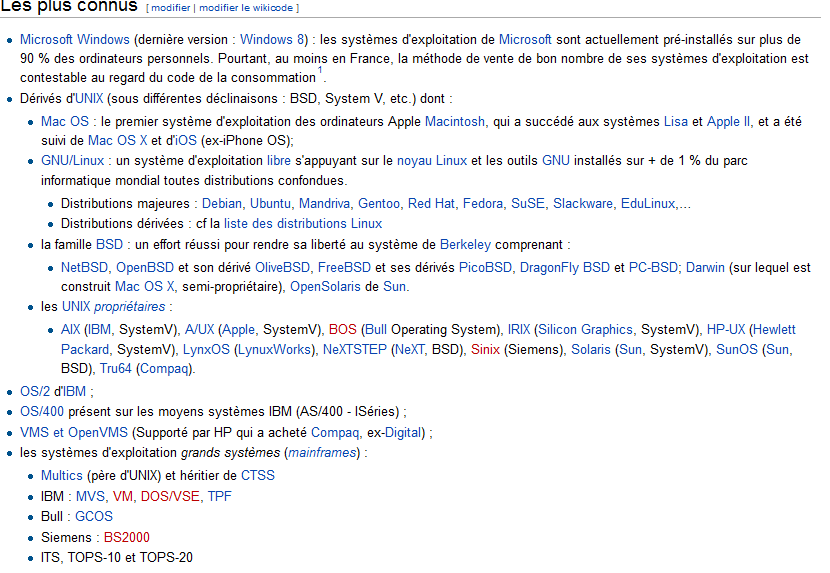 Les plus connus [ modifier | modifier le wikicode ]
Microsoft Windows (dernière version : Windows 8) : les systèmes d'exploitation de Microsoft sont actuellement pré-installés sur plus de
90 % des ordinateurs personnels. Pourtant, au moins en France, la méthode de vente de bon nombre de ses systèmes d'exploitation est
contestable au regard du code de la consommation1.
Dérivés d'UNIX (sous différentes déclinaisons : BSD, System V, etc.) dont :
Mac OS : le premier système d'exploitation des ordinateurs Apple Macintosh, qui a succédé aux systèmes Lisa et Apple II, et a été
suivi de Mac OS X et d'iOS (ex-iPhone OS);
GNU/Linux : un système d'exploitation libre s'appuyant sur le noyau Linux et les outils GNU installés sur + de 1 % du parc
informatique mondial toutes distributions confondues.
Distributions majeures : Debian, Ubuntu, Mandriva, Gentoo, Red Hat, Fedora, SuSE, Slackware, EduLinux,...
Distributions dérivées : cf la liste des distributions Linux
la famille BSD : un effort réussi pour rendre sa liberté au système de Berkeley comprenant :
NetBSD, OpenBSD et son dérivé OliveBSD, FreeBSD et ses dérivés PicoBSD, DragonFly BSD et PC-BSD; Darwin (sur lequel est
construit Mac OS X, semi-propriétaire), OpenSolaris de Sun.
les UNIX propriétaires :
AIX (IBM, SystemV), A/UX (Apple, SystemV), BOS (Bull Operating System), IRIX (Silicon Graphics, SystemV), HP-UX (Hewlett
Packard, SystemV), LynxOS (LynuxWorks), NeXTSTEP (NeXT, BSD), Sinix (Siemens), Solaris (Sun, SystemV), SunOS (Sun,
BSD), Tru64 (Compaq).
OS/2 d'IBM ;
OS/400 présent sur les moyens systèmes IBM (AS/400 - ISéries) ;
VMS et OpenVMS (Supporté par HP qui a acheté Compaq, ex-Digital) ;
les systèmes d'exploitation grands systèmes (mainframes) :
Multics (père d'UNIX) et héritier de CTSS
IBM : MVS, VM, DOS/VSE, TPF
Bull : GCOS
Siemens : BS2000
ITS, TOPS-10 et TOPS-20